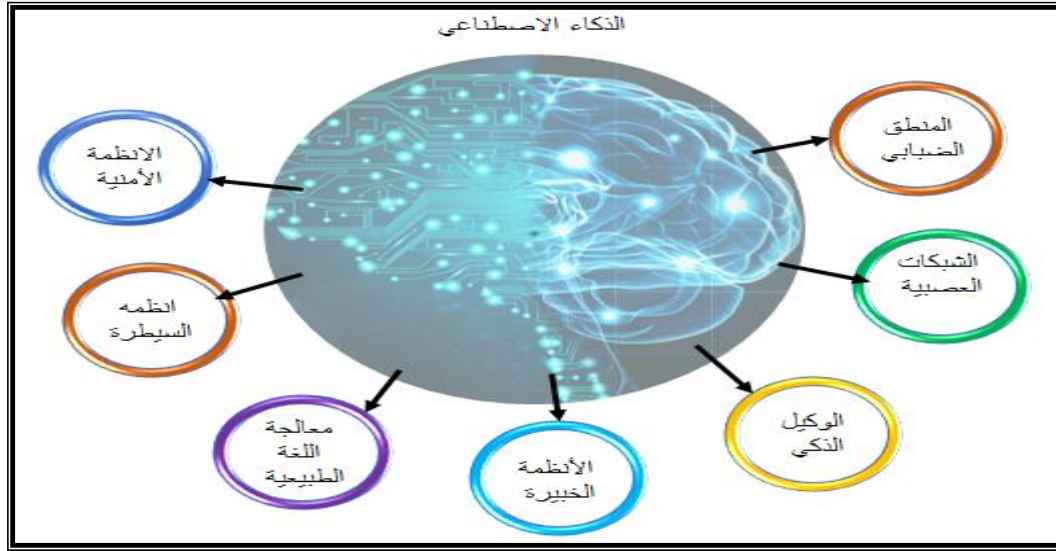 الذكاء الاصطناعي
المنطق
الضبابي
الشبكات
العصبية
الوكيل
الذكي
الأنظمة
الخبيرة
معالجة
اللغة
الطبيعية
انظمه
السيطرة
الانظمة
الأمنية